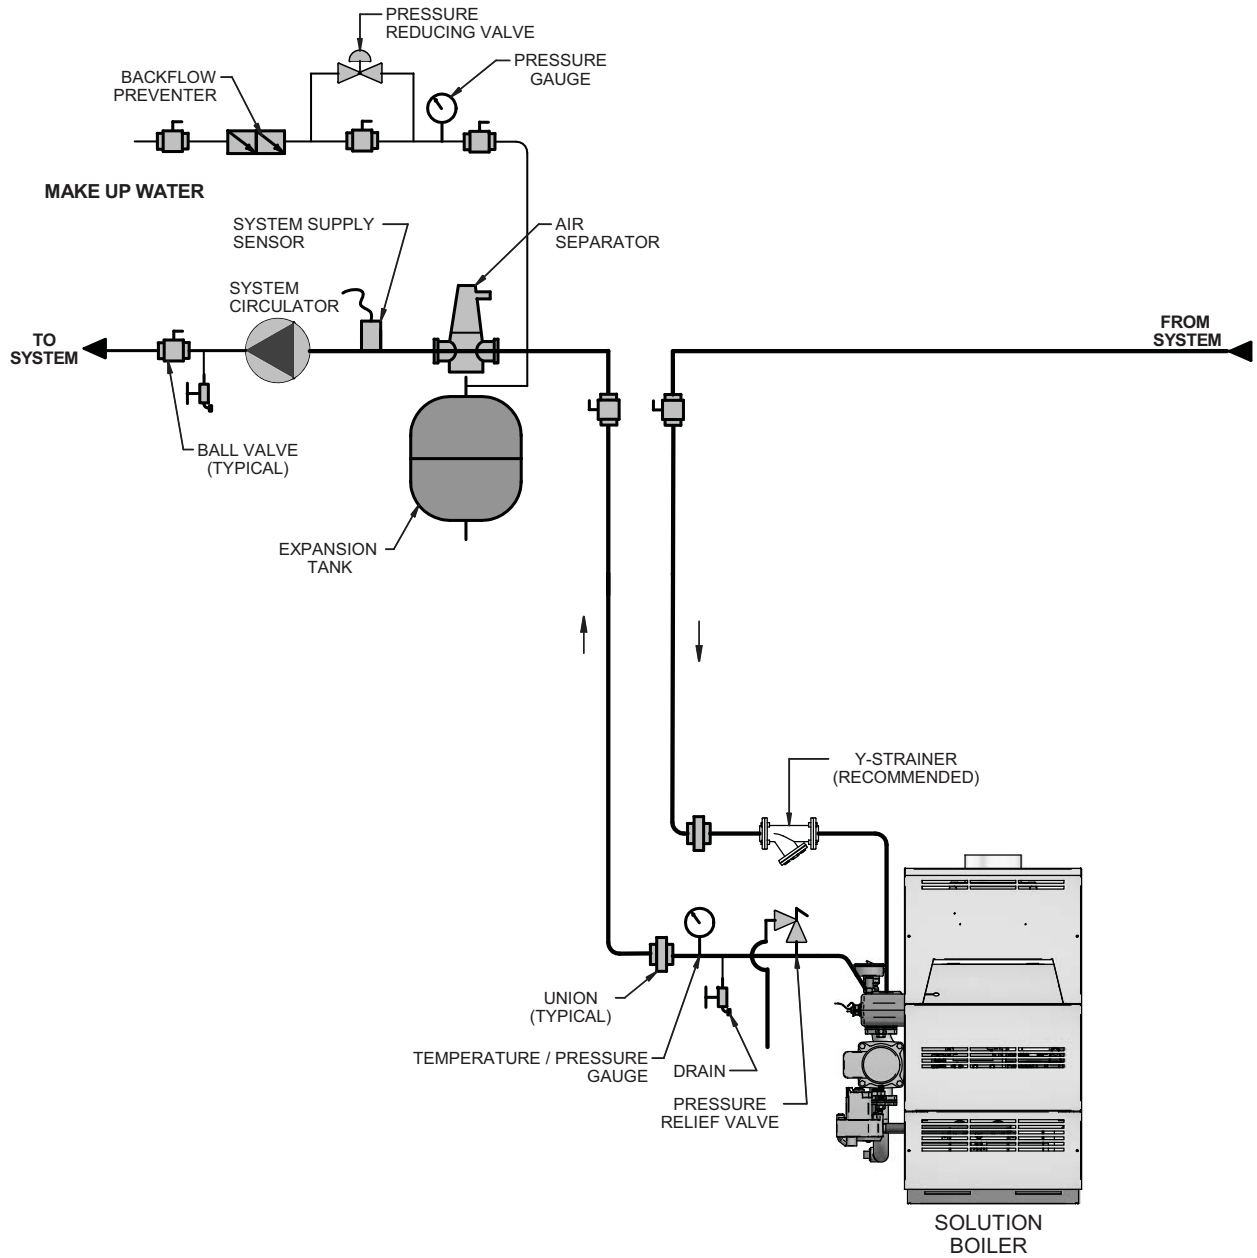 PRESSURE
REDUCING VALVE
PRESSURE
GAUGE
BACKFLOW
PREVENTER
MAKE UP WATER
SYSTEM SUPPLY
SENSOR
AIR
SEPARATOR
SYSTEM
CIRCULATOR
TO
SYSTEM
FROM
SYSTEM
BALL VALVE
(TYPICAL)
EXPANSION
TANK
Y-STRAINER
(RECOMMENDED)
UNION
(TYPICAL)
TEMPERATURE / PRESSURE
GAUGE
DRAIN
PRESSURE
RELIEF VALVE
SOLUTION
BOILER